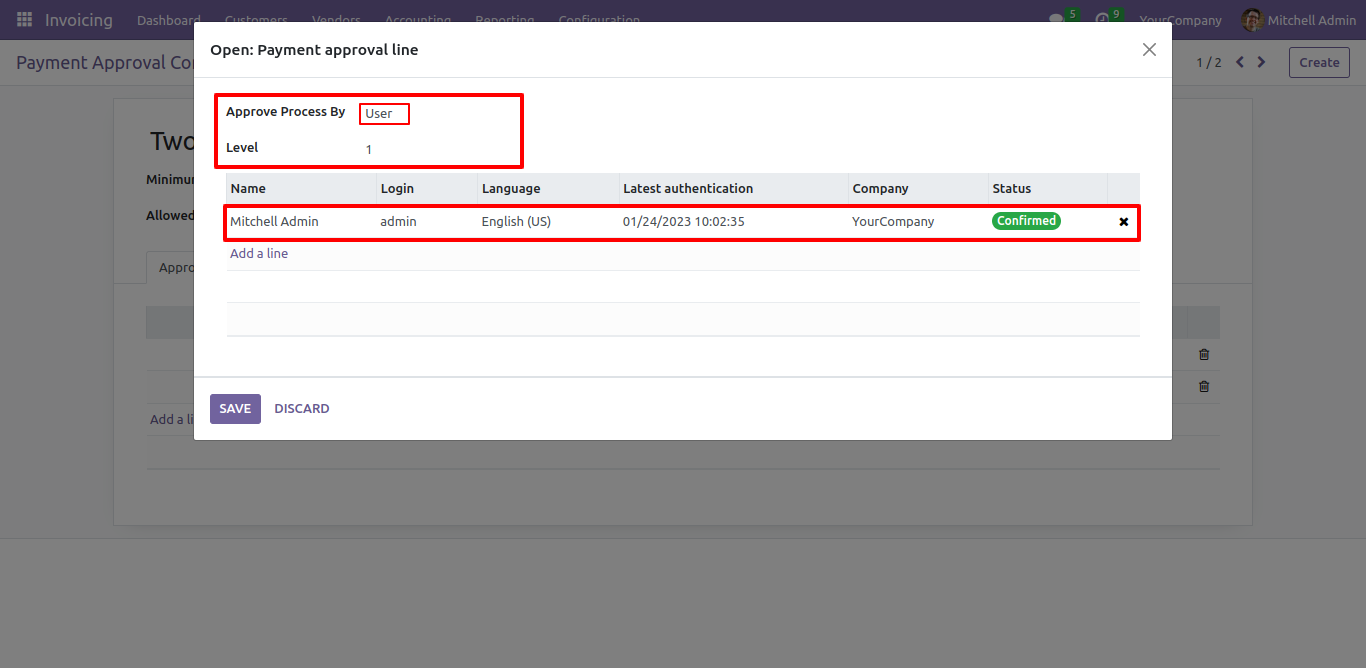 Invoicing Dashboard Customers Vendors Accounting Reporting Configuration 5 9 YourCompany Mitchell Admin
Payment Approval Co 1 / 2 Create
Open: Payment approval line
Approve Process By User
Level 1
Two
Minimu
Allowed
Appro
Name Login Language Latest authentication Company Status
Mitchell Admin admin English (US) 01/24/2023 10:02:35 YourCompany Confirmed
Add a line
SAVE DISCARD
Add a li